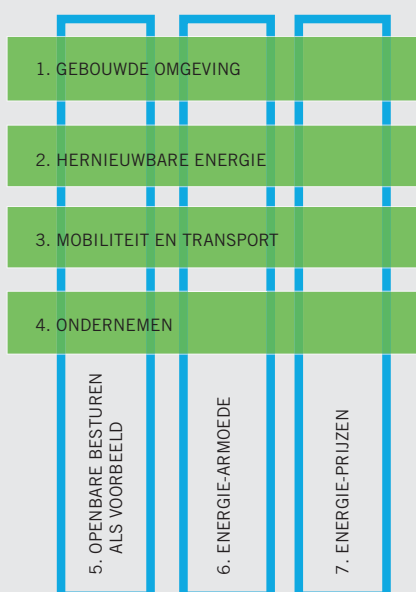 1. GEBOUWDE OMGEVING
2. HERNIEUWBARE ENERGIE
3. MOBILITEIT EN TRANSPORT
4. ONDERNEMEN
5. OPENBARE BESTUREN
ALS VOORBEELD
6. ENERGIE-ARMOEDE
7. ENERGIE-PRIJZEN